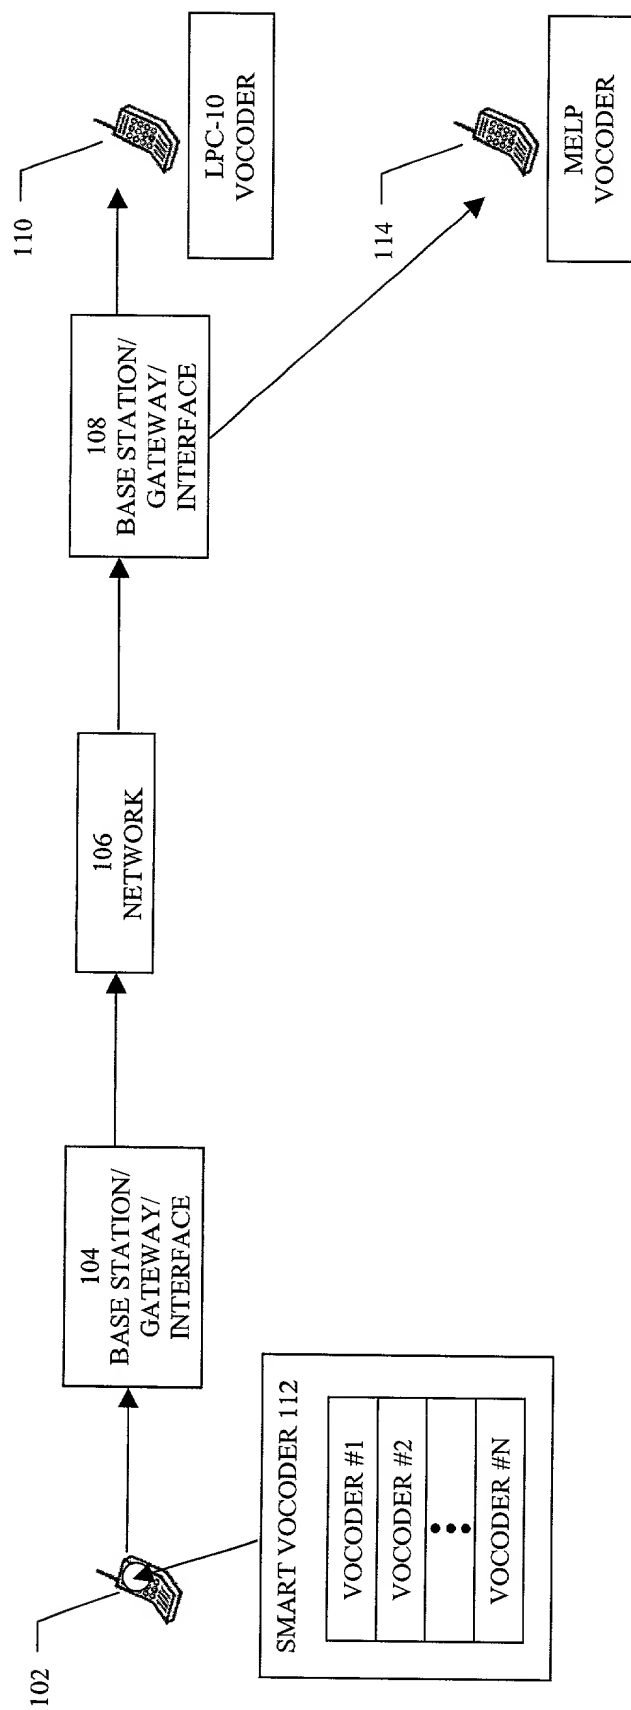 102
SMART VOCODER 112
VOCODER #1
VOCODER #2
VOCODER #N
104
BASE STATION/
GATEWAY/
INTERFACE
106
NETWORK
108
BASE STATION/
GATEWAY/
INTERFACE
110
LPC-10
VOCODER
114
MELP
VOCODER